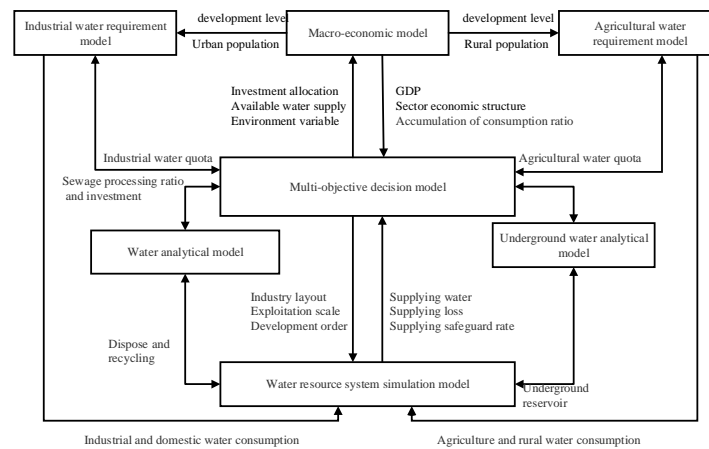 development level
development level
Industrial water requirement
model
Macro-economic model
Agricultural water
requirement model
Urban population
Rural population
Investment allocation
Available water supply
Environment variable
GDP
Sector economic structure
Accumulation of consumption ratio
Industrial water quota
Agricultural water quota
Sewage processing ratio
and investment
Multi-objective decision model
Water analytical model
Underground water analytical
model
Industry layout
Exploitation scale
Development order
Supplying water
Supplying loss
Supplying safeguard rate
Dispose and
recycling
Water resource system simulation model
Underground
reservoir
Industrial and domestic water consumption
Agriculture and rural water consumption